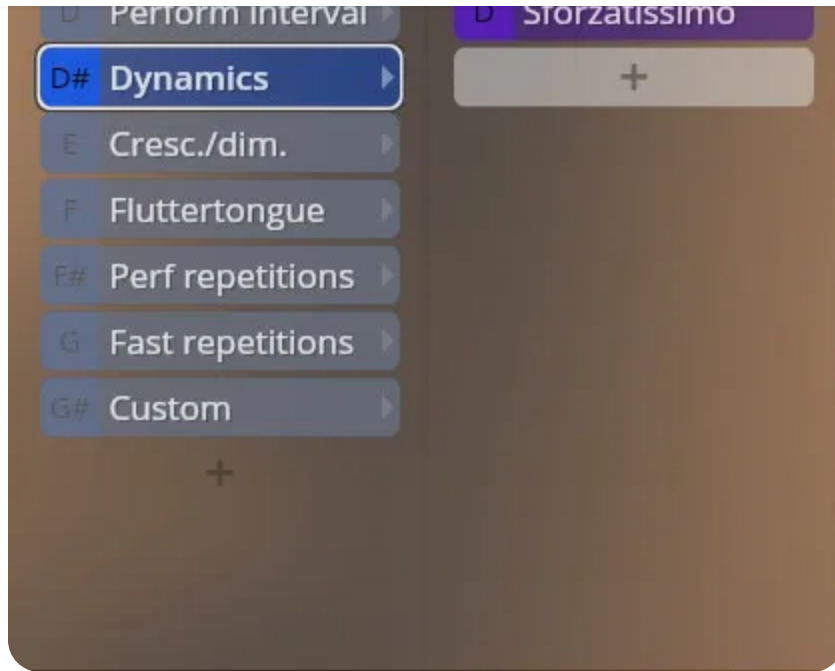 D Perform Interval
D# Dynamics
E Cresc./dim.
F Fluttertongue
F# Perf repetitions
G Fast repetitions
G# Custom
+
D Sforzatissimo
+